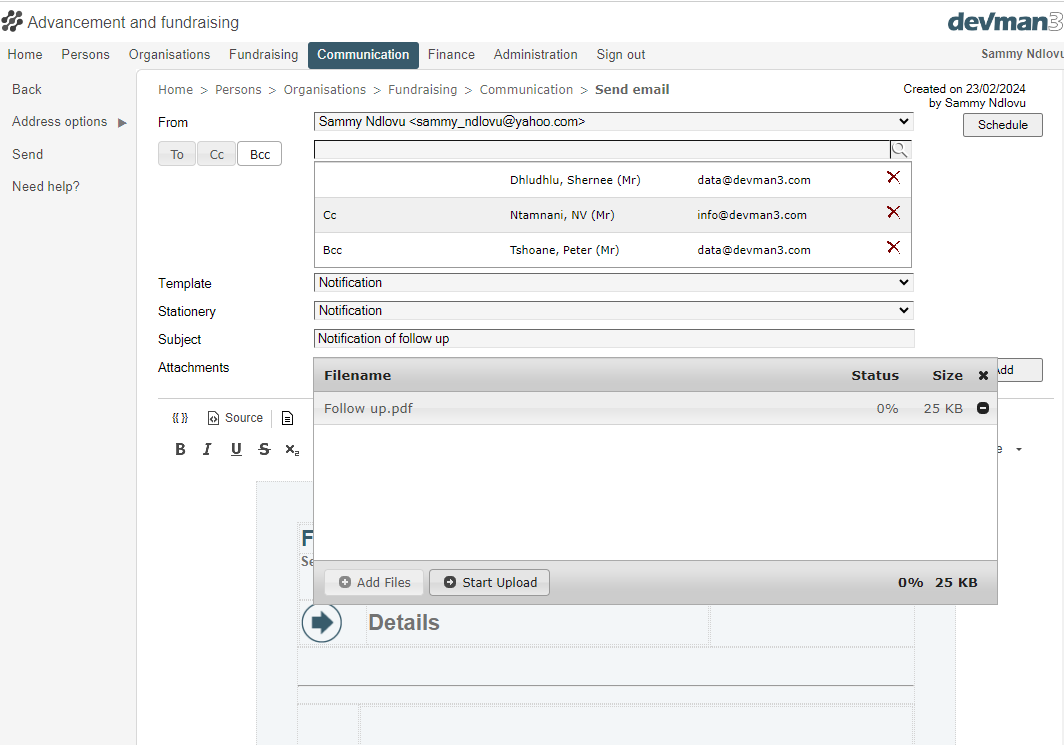 Advancement and fundraising
devman3
Home Persons Organisations Fundraising Communication Finance Administration Sign out Sammy Ndlovu
Back
Address options
Send
Need help?
Home > Persons > Organisations > Fundraising > Communication > Send email
Created on 23/02/2024
by Sammy Ndlovu
Schedule
From Sammy Ndlovu <sammy_ndlovu@yahoo.com>
To Cc Bcc
Dhludhlu, Shernee (Mr) data@devman3.com
Cc Ntamnani, NV (Mr) info@devman3.com
Bcc Tshoane, Peter (Mr) data@devman3.com
Template Notification
Stationery Notification
Subject Notification of follow up
Attachments
Filename Status Size
Follow up.pdf 0% 25 KB
{{ }} Source
B I U S x₂
Add Files Start Upload 0% 25 KB
Details